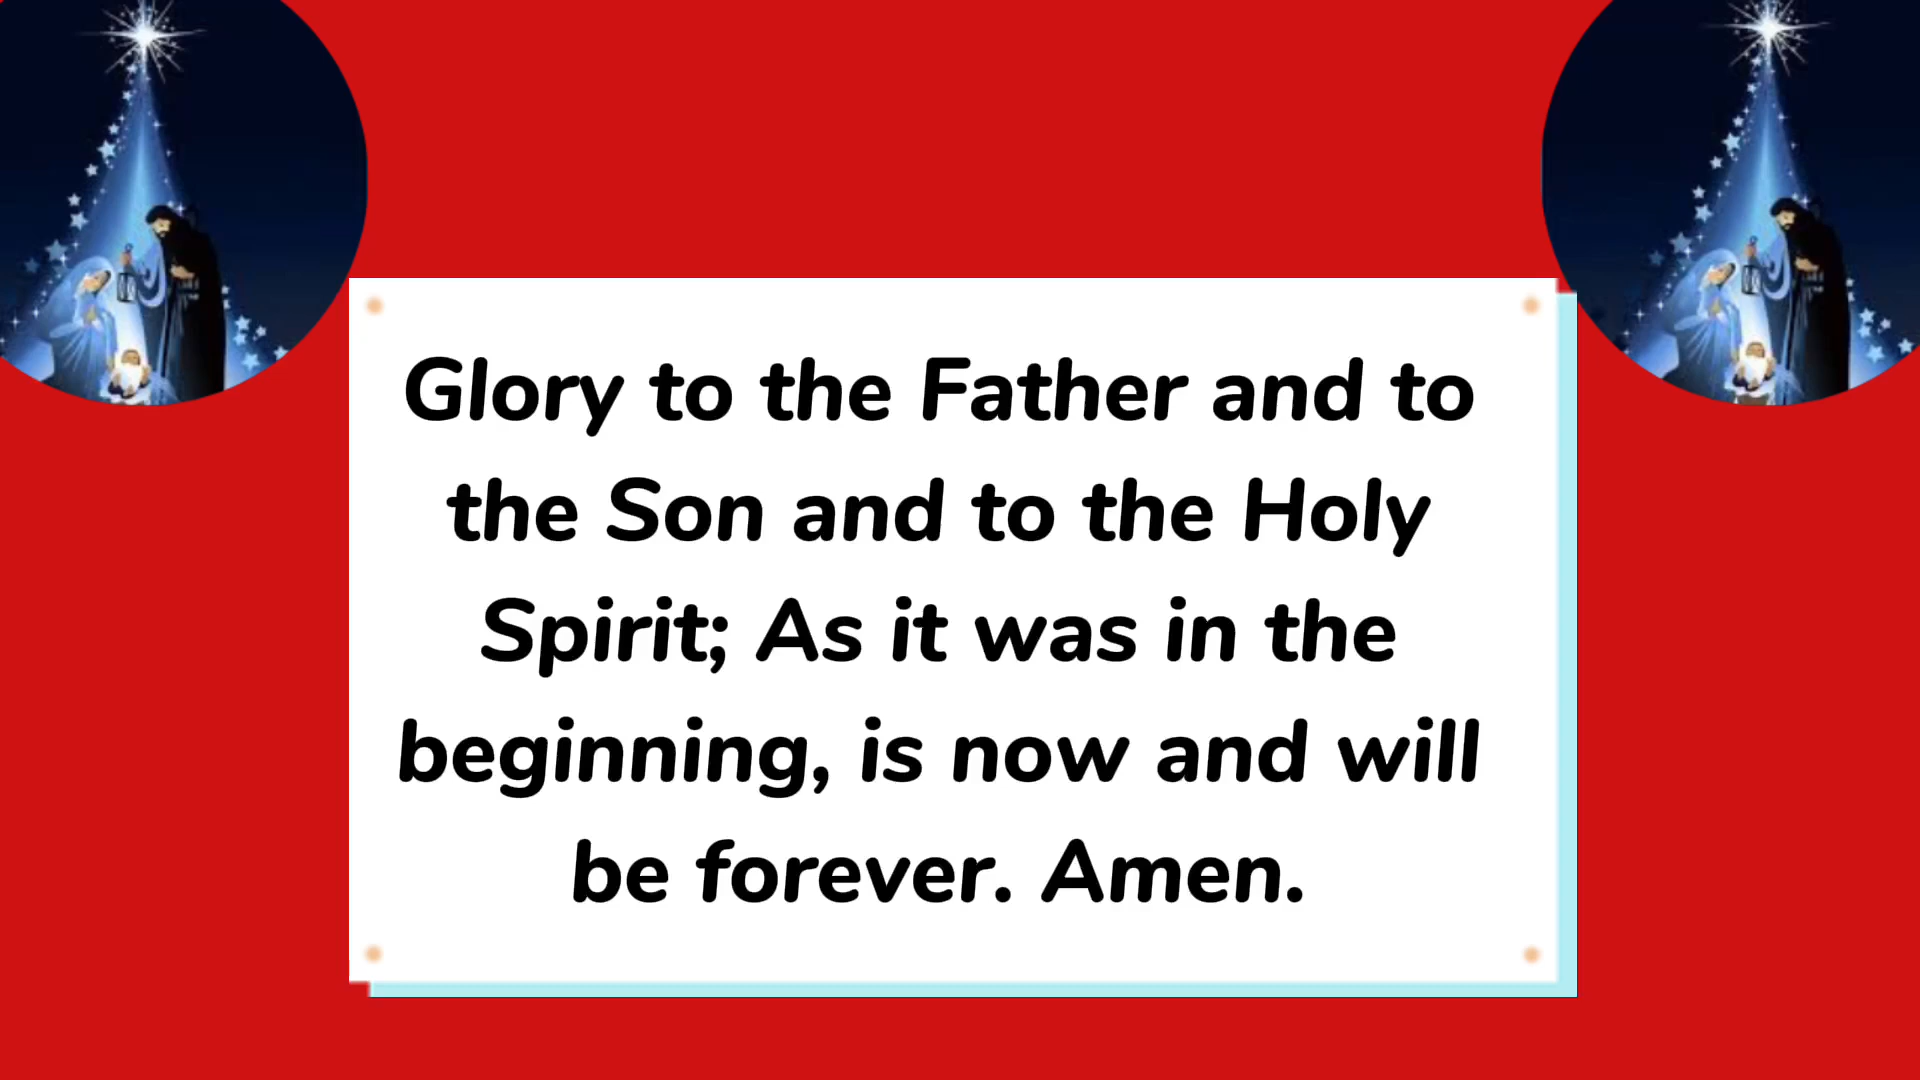 Glory to the Father and to
the Son and to the Holy
Spirit; As it was in the
beginning, is now and will
be forever. Amen.